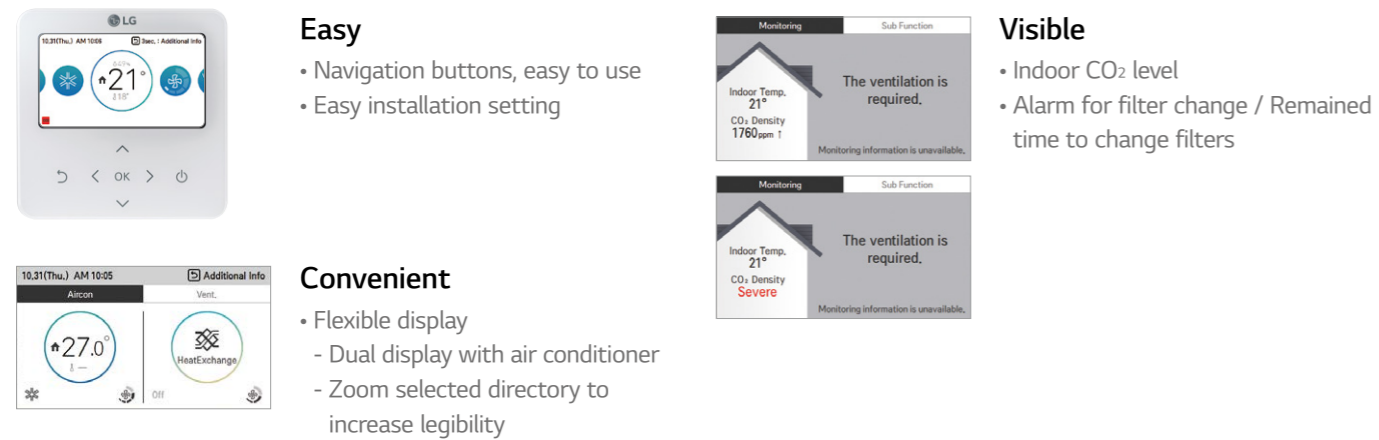 LG
10.31(Thu.) AM 10:05
3sec. : Additional Info
21°
18°
OK
Easy
• Navigation buttons, easy to use
• Easy installation setting
10.31(Thu.) AM 10:05
Additional Info
Aircon
Vent.
27.0°
HeatExchange
Off
Convenient
• Flexible display
- Dual display with air conditioner
- Zoom selected directory to
increase legibility
Monitoring
Sub Function
Indoor Temp.
21°
CO₂ Density
1760ppm ↑
The ventilation is
required.
Monitoring information is unavailable.
Monitoring
Sub Function
Indoor Temp.
21°
CO₂ Density
Severe
The ventilation is
required.
Monitoring information is unavailable.
Visible
• Indoor CO₂ level
• Alarm for filter change / Remained
time to change filters